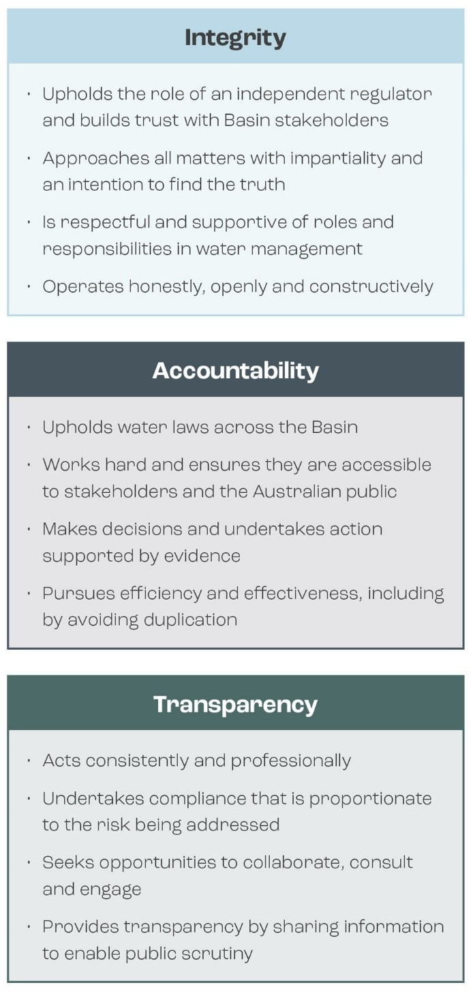 Integrity
· Upholds the role of an independent regulator
and builds trust with Basin stakeholders
· Approaches all matters with impartiality and
an intention to find the truth
· Is respectful and supportive of roles and
responsibilities in water management
· Operates honestly, openly and constructively
Accountability
· Upholds water laws across the Basin
· Works hard and ensures they are accessible
to stakeholders and the Australian public
· Makes decisions and undertakes action
supported by evidence
· Pursues efficiency and effectiveness, including
by avoiding duplication
Transparency
· Acts consistently and professionally
· Undertakes compliance that is proportionate
to the risk being addressed
· Seeks opportunities to collaborate, consult
and engage
· Provides transparency by sharing information
to enable public scrutiny